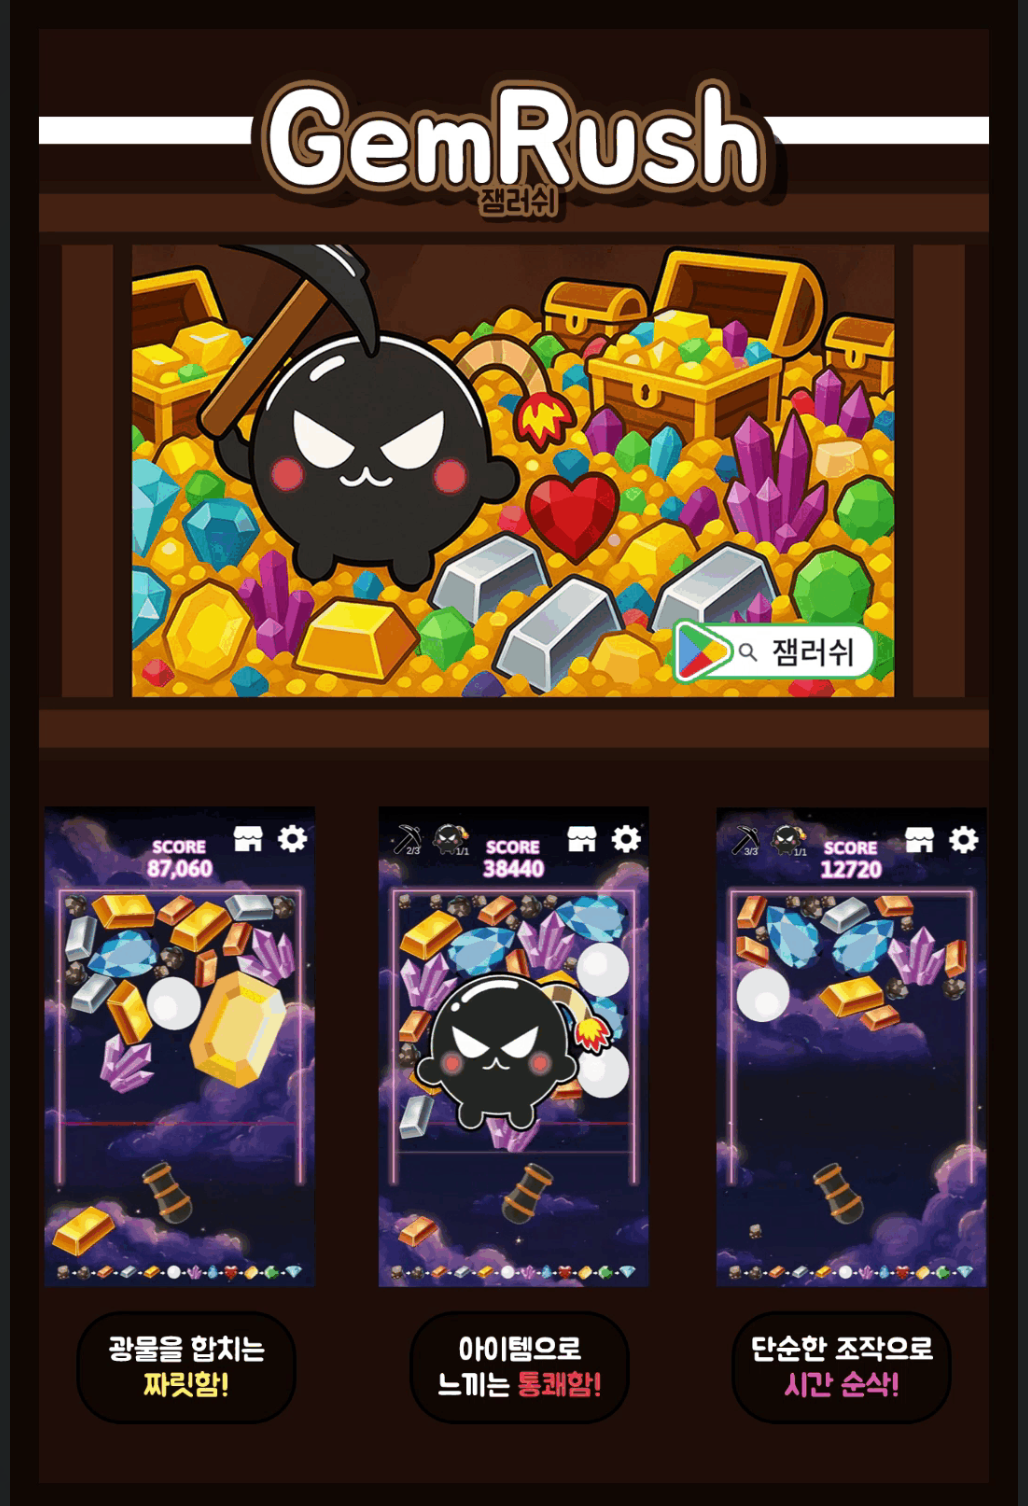 GemRush
잼러쉬
잼러쉬
SCORE
87,060
2/3
1/1
SCORE
38440
3/3
1/1
SCORE
12720
광물을 합치는
짜릿함!
아이템으로
느끼는 통쾌함!
단순한 조작으로
시간 순삭!